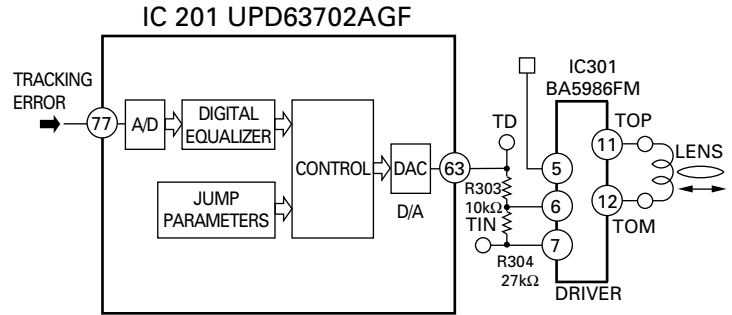 IC 201 UPD63702AGF
TRACKING
ERROR
77
A/D
DIGITAL
EQUALIZER
JUMP
PARAMETERS
CONTROL
DAC
D/A
63
TD
R303
10kΩ
TIN
R304
27kΩ
IC301
BA5986FM
5
6
7
DRIVER
TOP
11
12
TOM
LENS